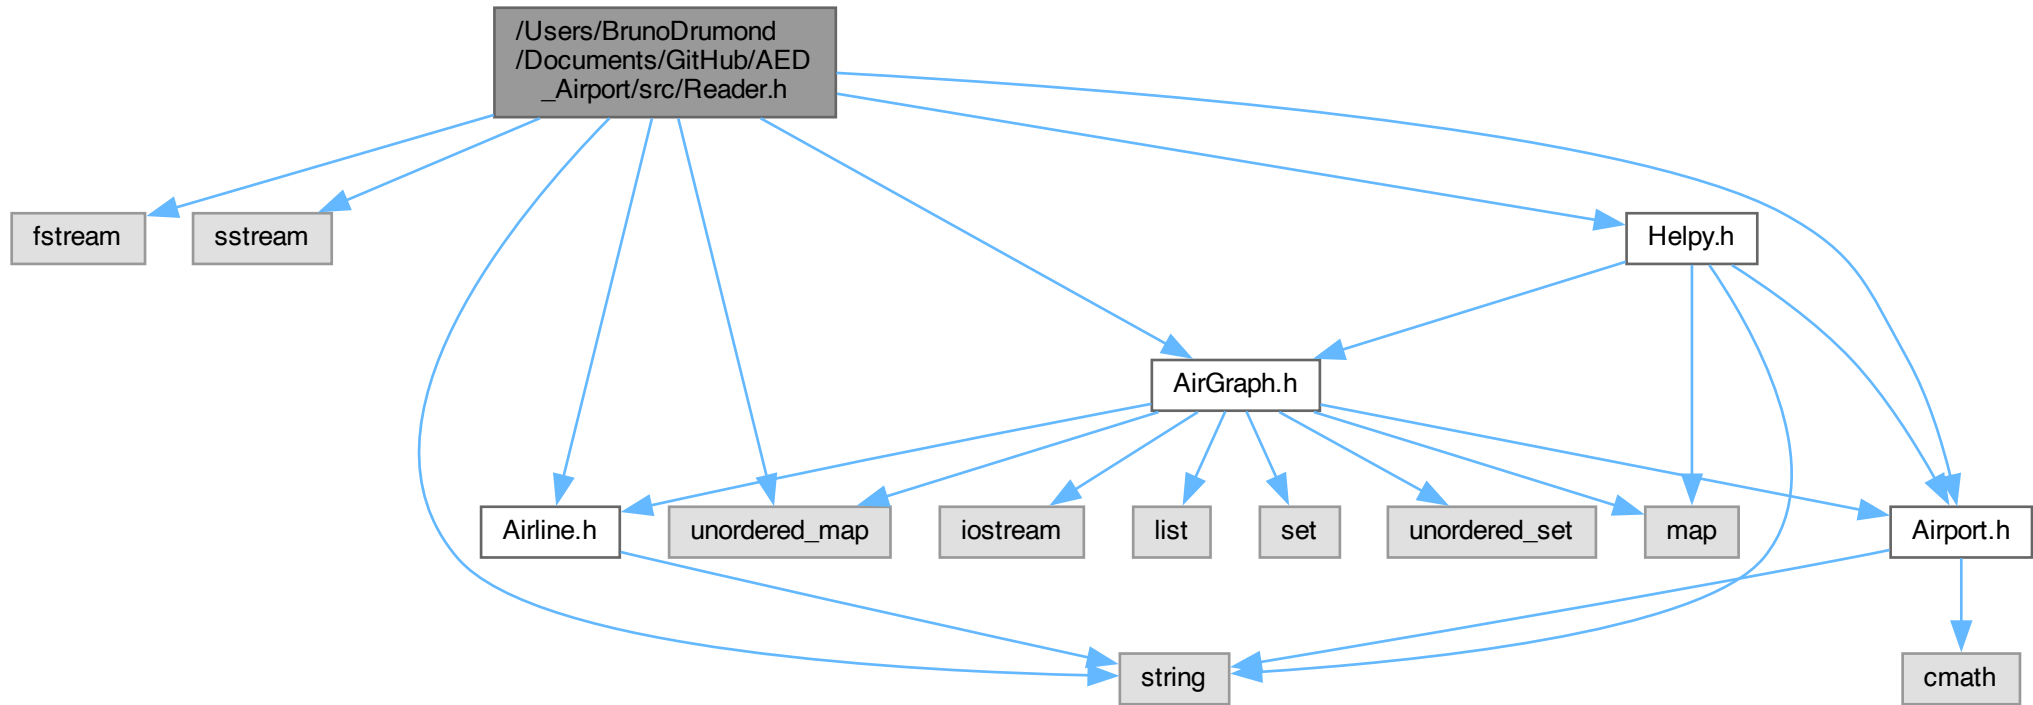 /Users/BrunoDrumond
/Documents/GitHub/AED
_Airport/src/Reader.h
fstream
sstream
Helpy.h
AirGraph.h
Airline.h
unordered_map
iostream
list
set
unordered_set
map
Airport.h
string
cmath